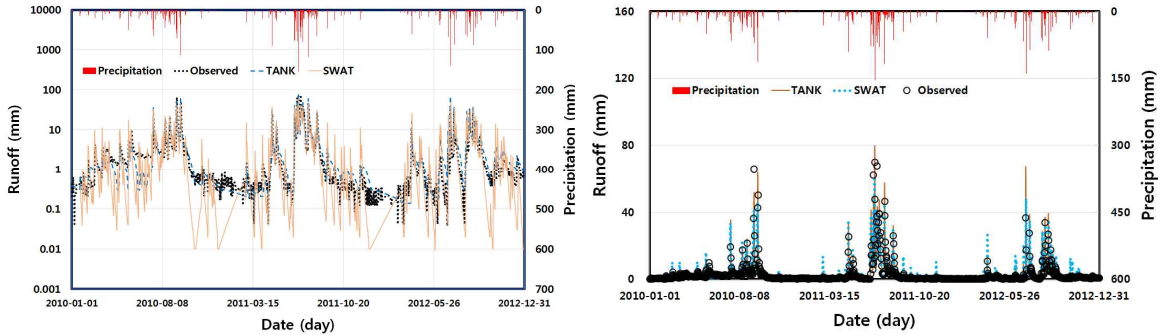 10000
1000
100
10
1
0.1
0.01
0.001
Runoff (mm)
0
100
200
300
400
500
600
700
Precipitation (mm)
Precipitation Observed TANK SWAT
2010-01-01 2010-08-08 2011-03-15 2011-10-20 2012-05-26 2012-12-31
Date (day)
160
120
80
40
0
Runoff (mm)
0
150
300
450
600
Precipitation (mm)
Precipitation TANK SWAT Observed
2010-01-01 2010-08-08 2011-03-15 2011-10-20 2012-05-26 2012-12-31
Date (day)